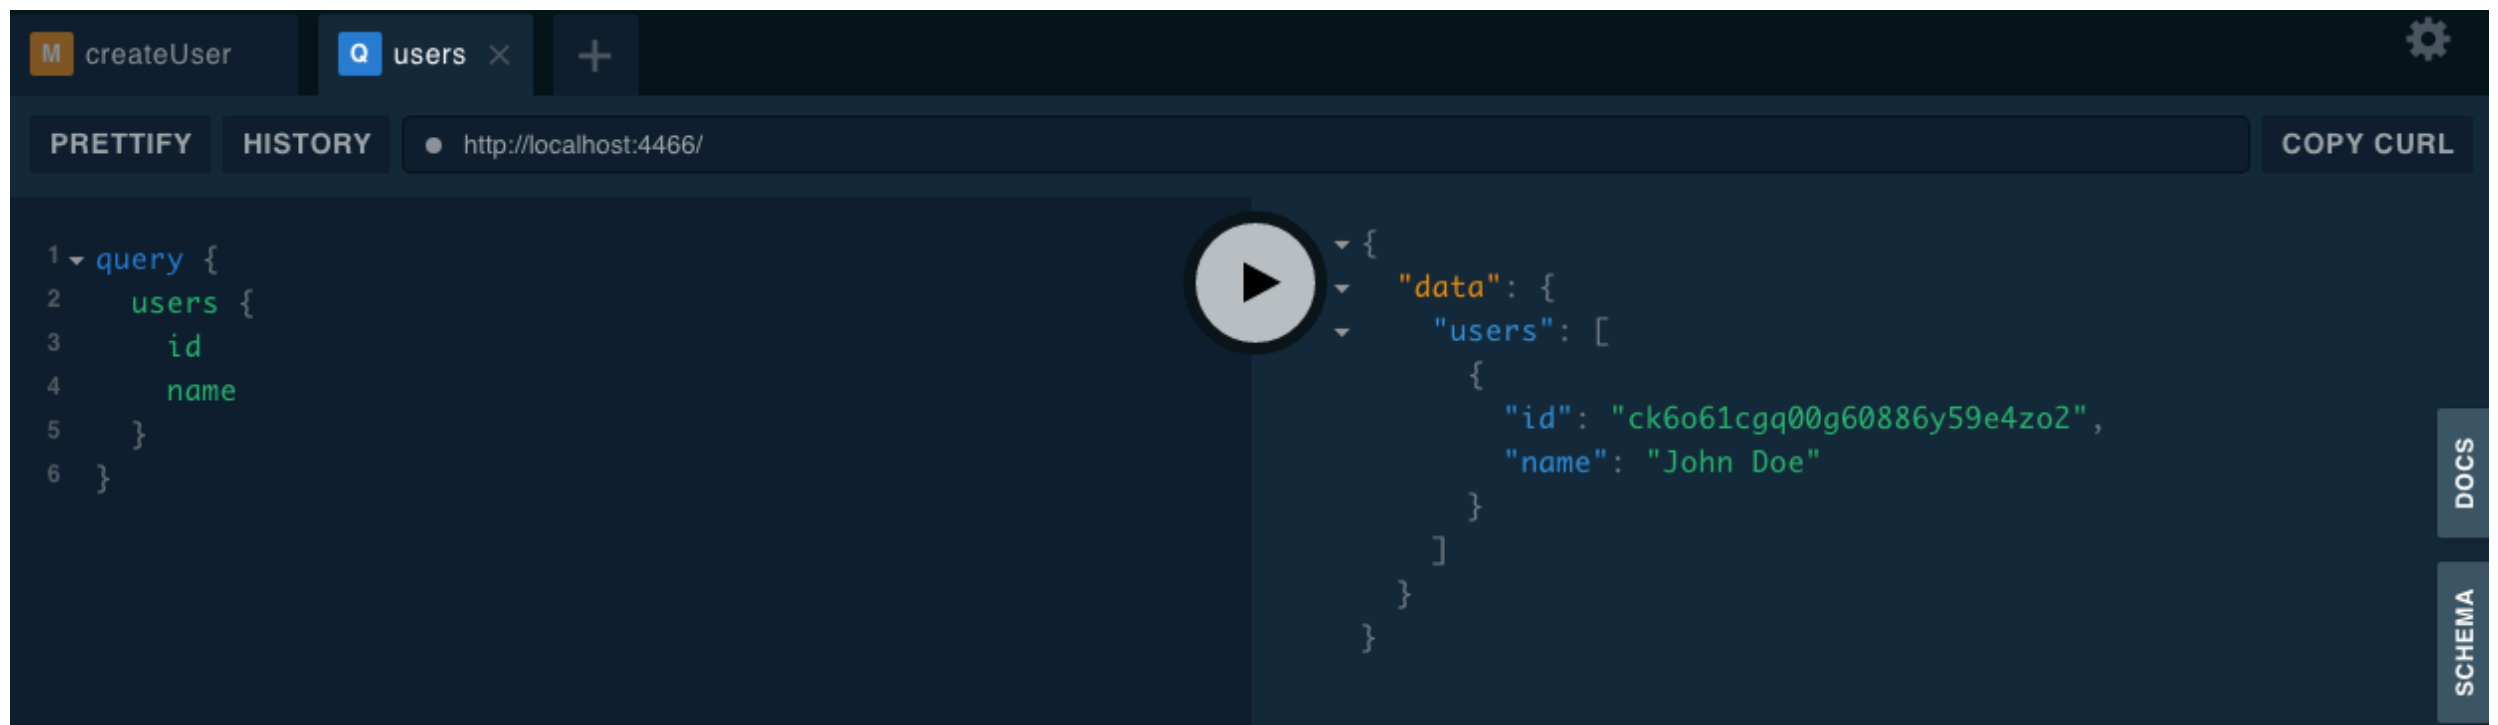 M createUser
Q users
PRETTIFY
HISTORY
http://localhost:4466/
COPY CURL
1 query {
2 users {
3 id
4 name
5 }
6 }
{
"data": {
"users": [
{
"id": "ck6o61cgq00g60886y59e4zo2",
"name": "John Doe"
}
]
}
}
DOCS
SCHEMA